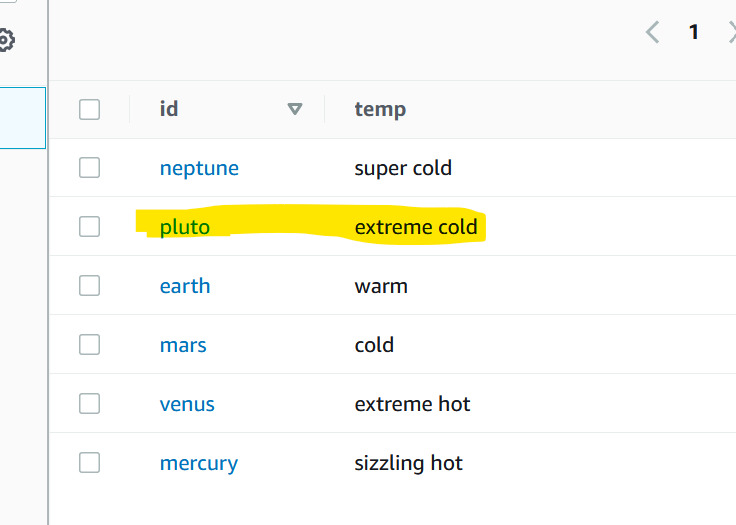 1
id temp
neptune super cold
pluto extreme cold
earth warm
mars cold
venus extreme hot
mercury sizzling hot